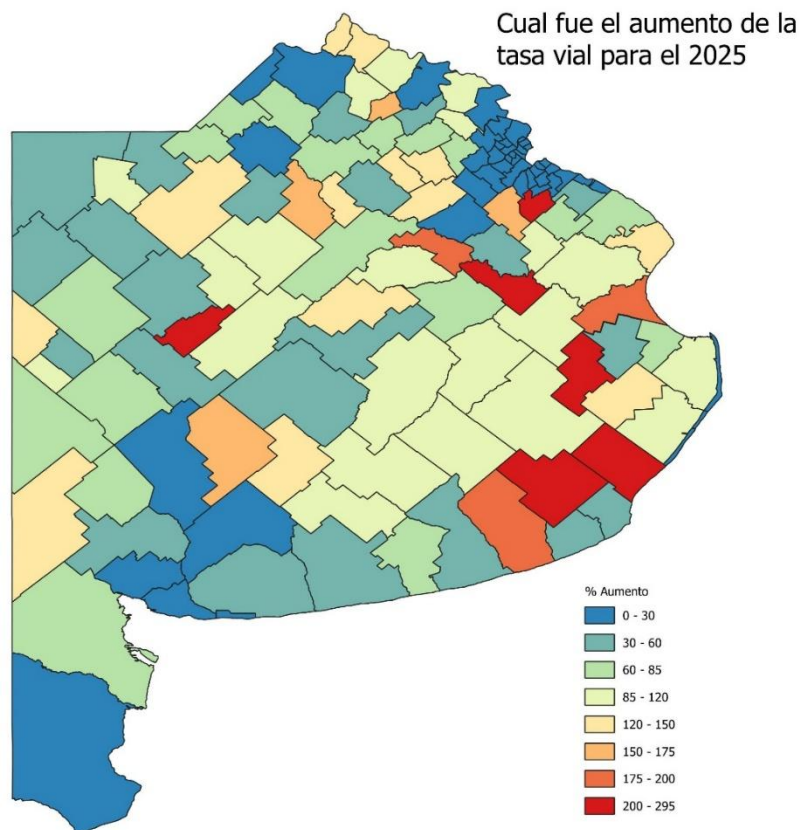 Cual fue el aumento de la
tasa vial para el 2025
% Aumento
0 - 30
30 - 60
60 - 85
85 - 120
120 - 150
150 - 175
175 - 200
200 - 295